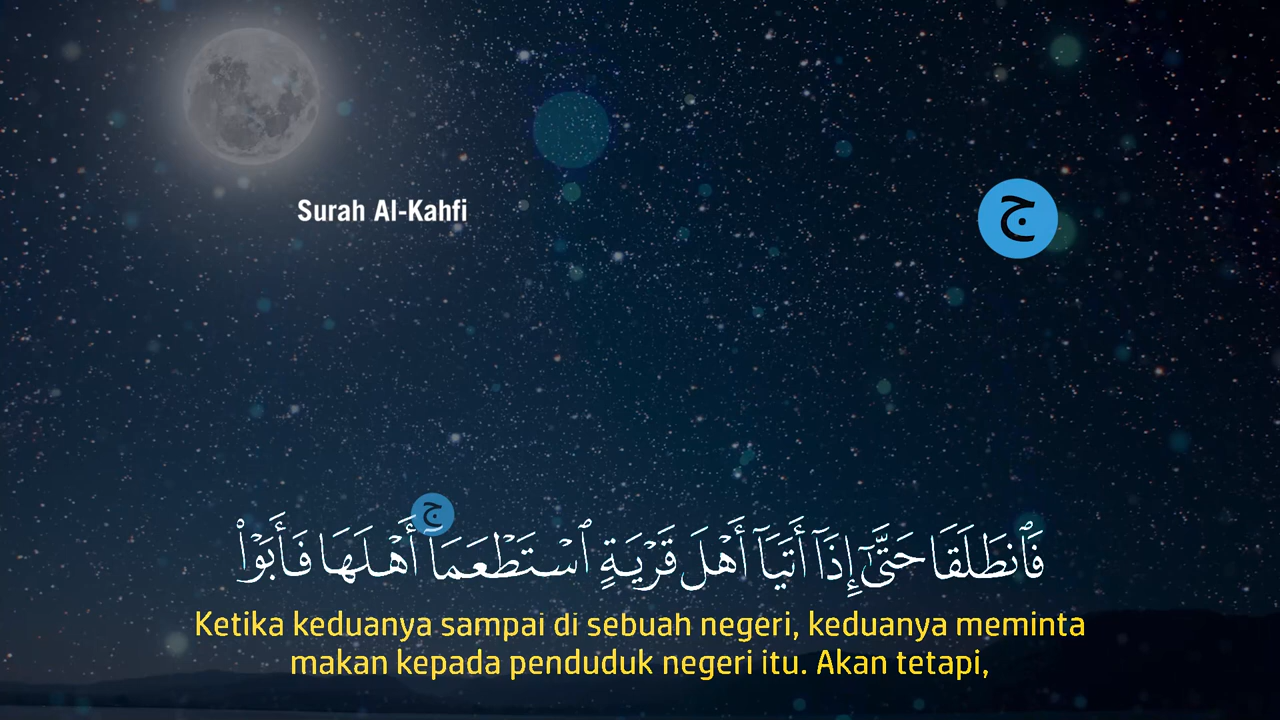 Surah Al-Kahfi
ج
ج
فَٱنطَلَقَا حَتَّىٰٓ إِذَآ أَتَيَآ أَهْلَ قَرْيَةٍ ٱسْتَطْعَمَآ أَهْلَهَا فَأَبَوْا۟
Ketika keduanya sampai di sebuah negeri, keduanya meminta
makan kepada penduduk negeri itu. Akan tetapi,